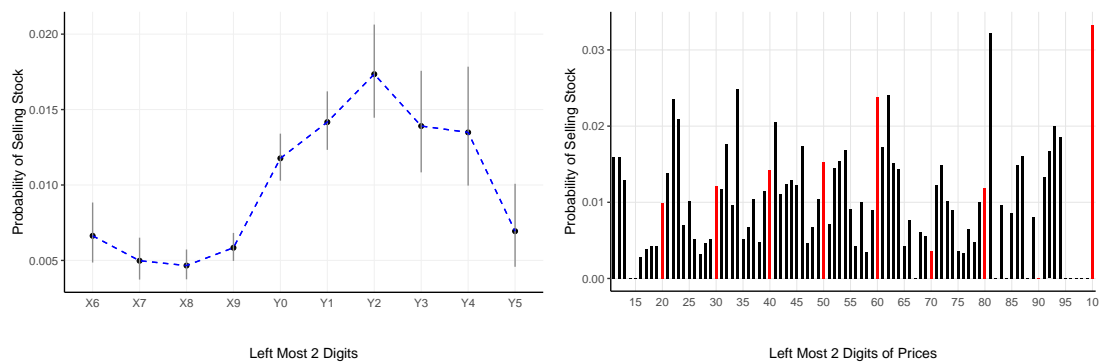 Probability of Selling Stock
0.020
0.015
0.010
0.005
X6 X7 X8 X9 Y0 Y1 Y2 Y3 Y4 Y5
Left Most 2 Digits
Probability of Selling Stock
0.03
0.02
0.01
0.00
15 20 25 30 35 40 45 50 55 60 65 70 75 80 85 90 95 10
Left Most 2 Digits of Prices